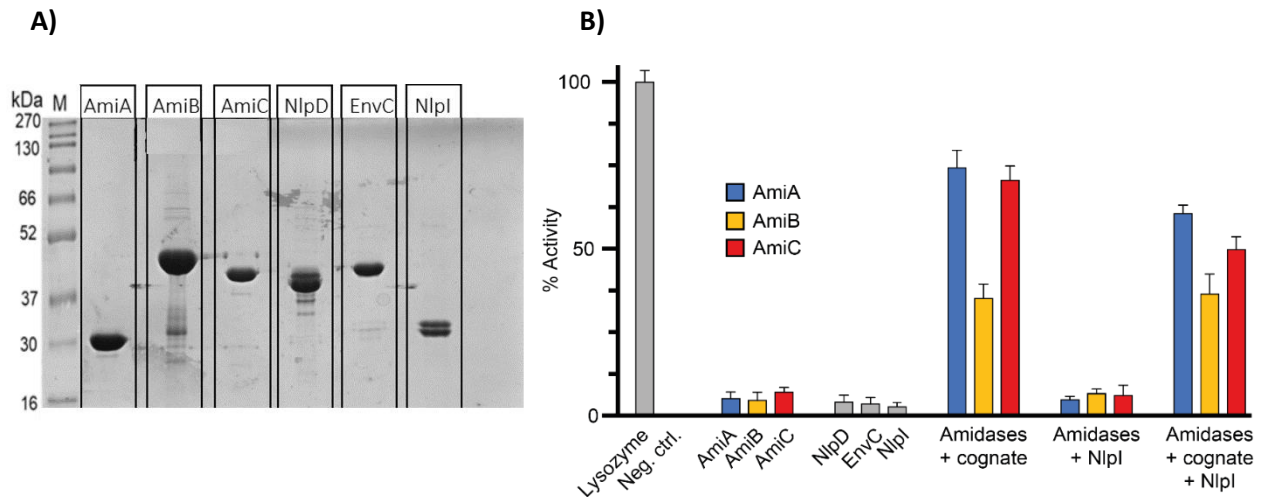 A)
B)
kDa M AmiA AmiB AmiC NlpD EnvC NlpI
270
130
66
52
37
30
16
% Activity
100
50
0
AmiA
AmiB
AmiC
Lysozyme
Neg. ctrl.
AmiA
AmiB
AmiC
NlpD
EnvC
NlpI
Amidases
+ cognate
Amidases
+ NlpI
Amidases
+ cognate
+ NlpI